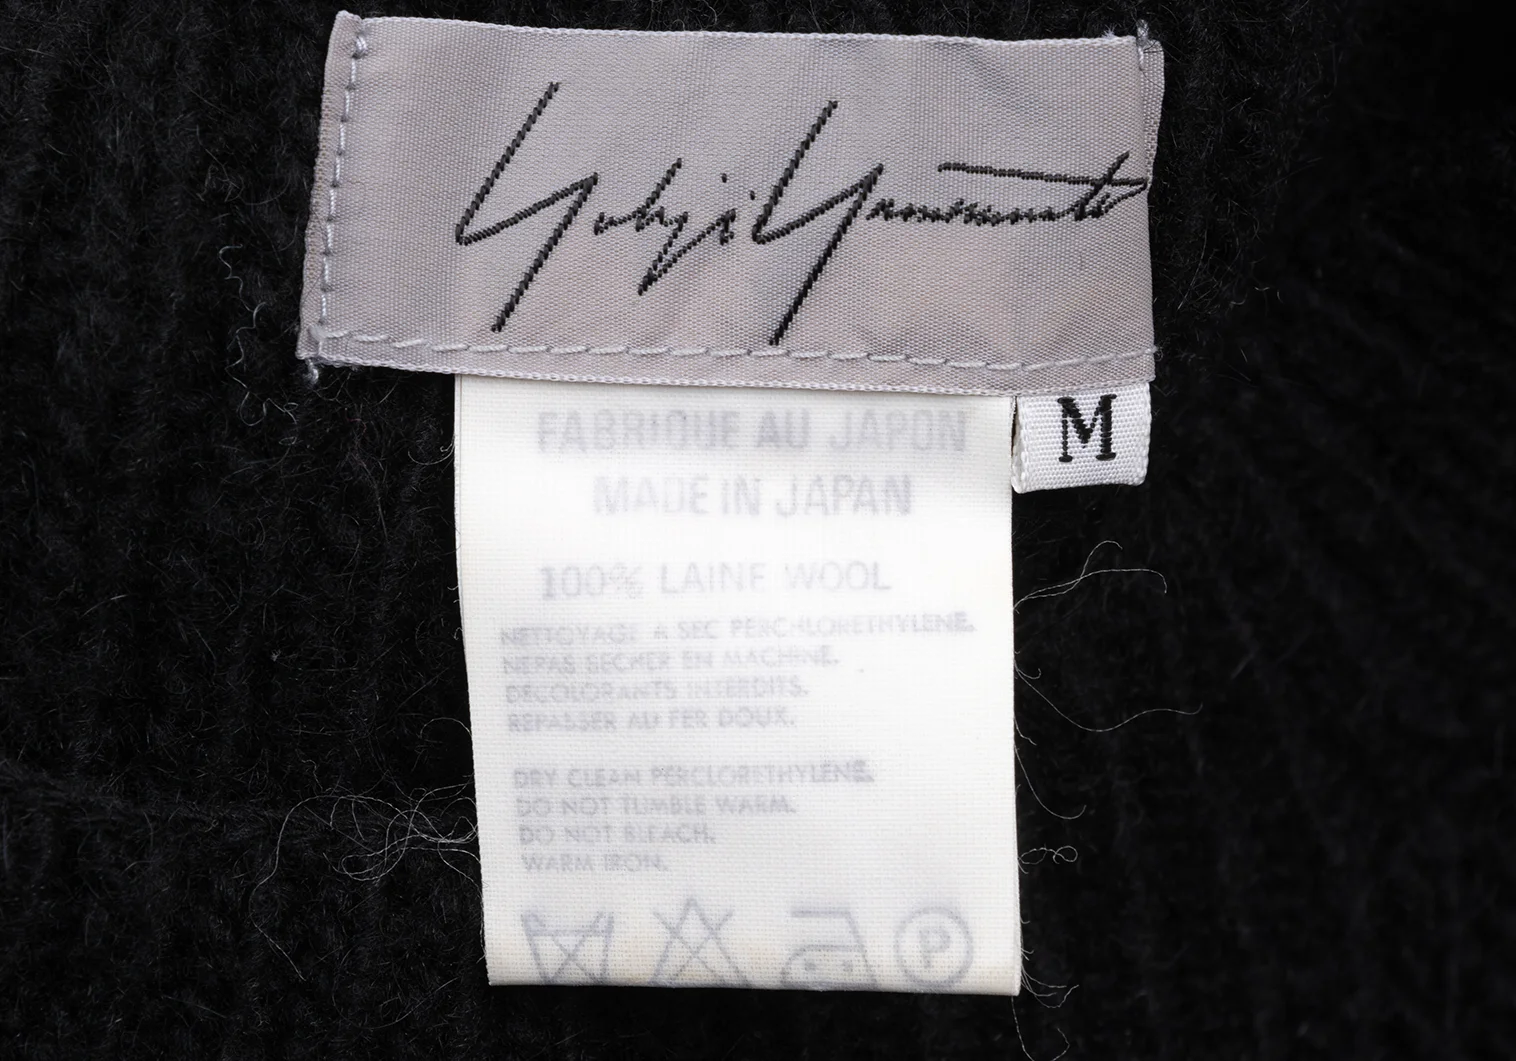 Yohji Yamamoto
M
FABRIQUE AU JAPON
MADE IN JAPAN
100% LAINE WOOL
NETTOYAGE A SEC PERCHLORETHYLENE.
NEPAS SECHER EN MACHINE.
DECOLORANTS INTERDITS.
REPASSER AU FER DOUX.
DRY CLEAN PERCLORETHYLENE.
DO NOT TUMBLE WARM.
DO NOT BLEACH.
WARM IRON.
P